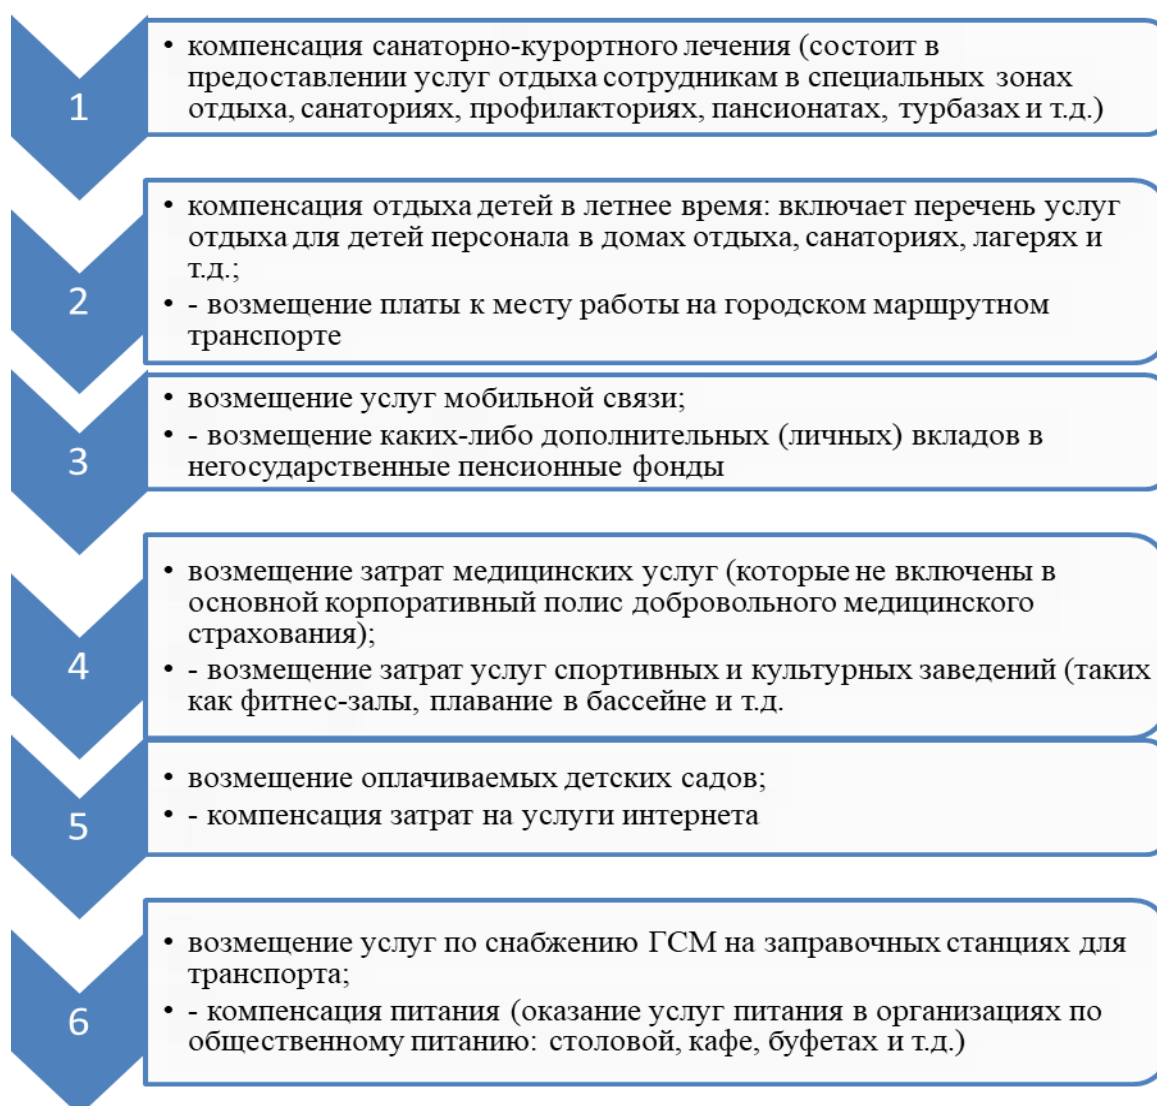 1
• компенсация санаторно-курортного лечения (состоит в
предоставлении услуг отдыха сотрудникам в специальных зонах
отдыха, санаториях, профилакториях, пансионатах, турбазах и т.д.)
2
• компенсация отдыха детей в летнее время: включает перечень услуг
отдыха для детей персонала в домах отдыха, санаториях, лагерях и
т.д.;
• - возмещение платы к месту работы на городском маршрутном
транспорте
3
• возмещение услуг мобильной связи;
• - возмещение каких-либо дополнительных (личных) вкладов в
негосударственные пенсионные фонды
4
• возмещение затрат медицинских услуг (которые не включены в
основной корпоративный полис добровольного медицинского
страхования);
• - возмещение затрат услуг спортивных и культурных заведений (таких
как фитнес-залы, плавание в бассейне и т.д.
5
• возмещение оплачиваемых детских садов;
• - компенсация затрат на услуги интернета
6
• возмещение услуг по снабжению ГСМ на заправочных станциях для
транспорта;
• - компенсация питания (оказание услуг питания в организациях по
общественному питанию: столовой, кафе, буфетах и т.д.)